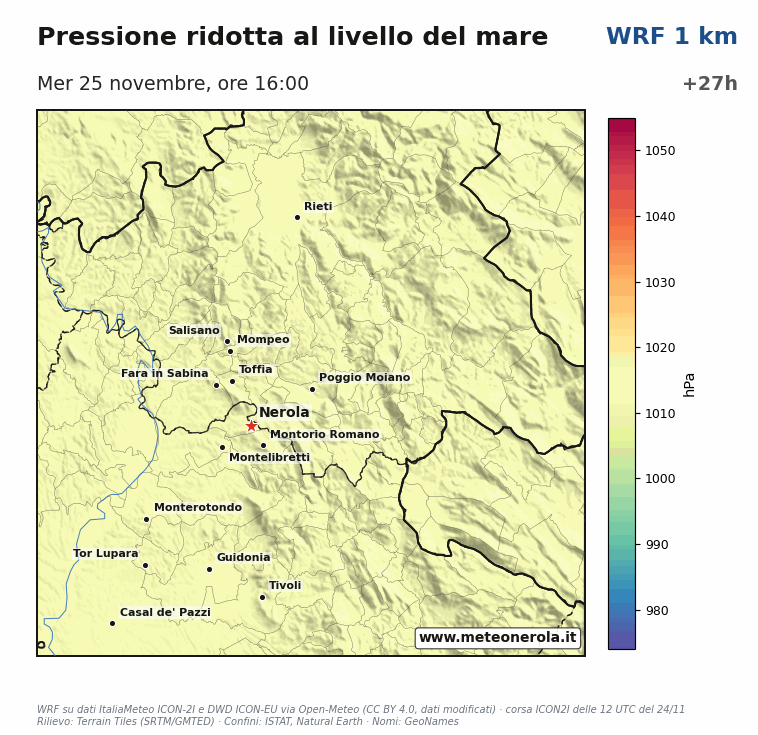 Pressione ridotta al livello del mare
WRF 1 km
Mer 25 novembre, ore 16:00
+27h
Rieti
Salisano
Mompeo
Toffia
Fara in Sabina
Poggio Moiano
Nerola
Montorio Romano
Montelibretti
Monterotondo
Tor Lupara
Guidonia
Tivoli
Casal de' Pazzi
www.meteonerola.it
1050
1040
1030
1020
1010
1000
990
980
hPa
WRF su dati ItaliaMeteo ICON-2I e DWD ICON-EU via Open-Meteo (CC BY 4.0, dati modificati) · corsa ICON2I delle 12 UTC del 24/11
Rilievo: Terrain Tiles (SRTM/GMTED) · Confini: ISTAT, Natural Earth · Nomi: GeoNames